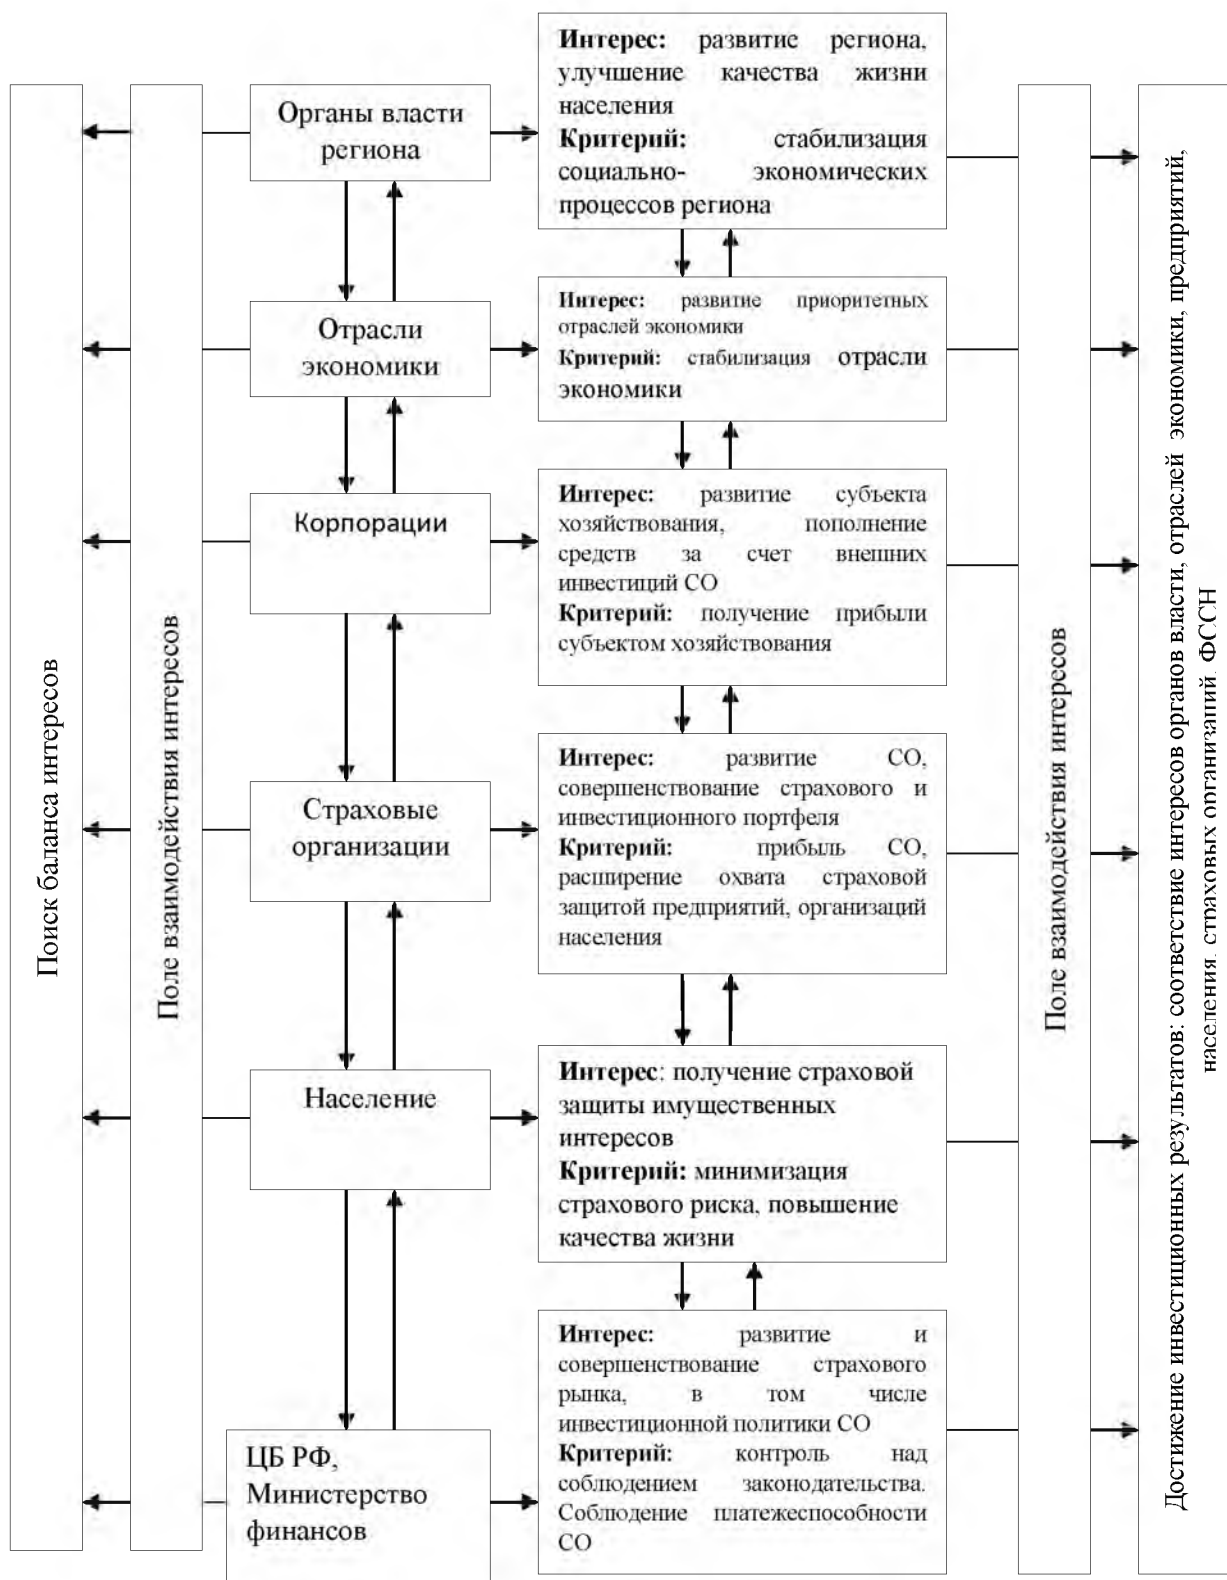 Поиск баланса интересов
Поле взаимодействия интересов
Органы власти
региона
Интерес: развитие региона,
улучшение качества жизни
населения
Критерий: стабилизация
социально- экономических
процессов региона
Отрасли
экономики
Интерес: развитие приоритетных
отраслей экономики
Критерий: стабилизация отрасли
экономики
Корпорации
Интерес: развитие субъекта
хозяйствования, пополнение
средств за счет внешних
инвестиций СО
Критерий: получение прибыли
субъектом хозяйствования
Страховые
организации
Интерес: развитие СО,
совершенствование страхового и
инвестиционного портфеля
Критерий: прибыль СО,
расширение охвата страховой
защитой предприятий, организаций
населения
Население
Интерес: получение страховой
защиты имущественных
интересов
Критерий: минимизация
страхового риска, повышение
качества жизни
ЦБ РФ,
Министерство
финансов
Интерес: развитие и
совершенствование страхового
рынка, в том числе
инвестиционной политики СО
Критерий: контроль над
соблюдением законодательства.
Соблюдение платежеспособности
СО
Поле взаимодействия интересов
Достижение инвестиционных результатов: соответствие интересов органов власти, отраслей экономики, предприятий,
населения, страховых организаций, ФССН